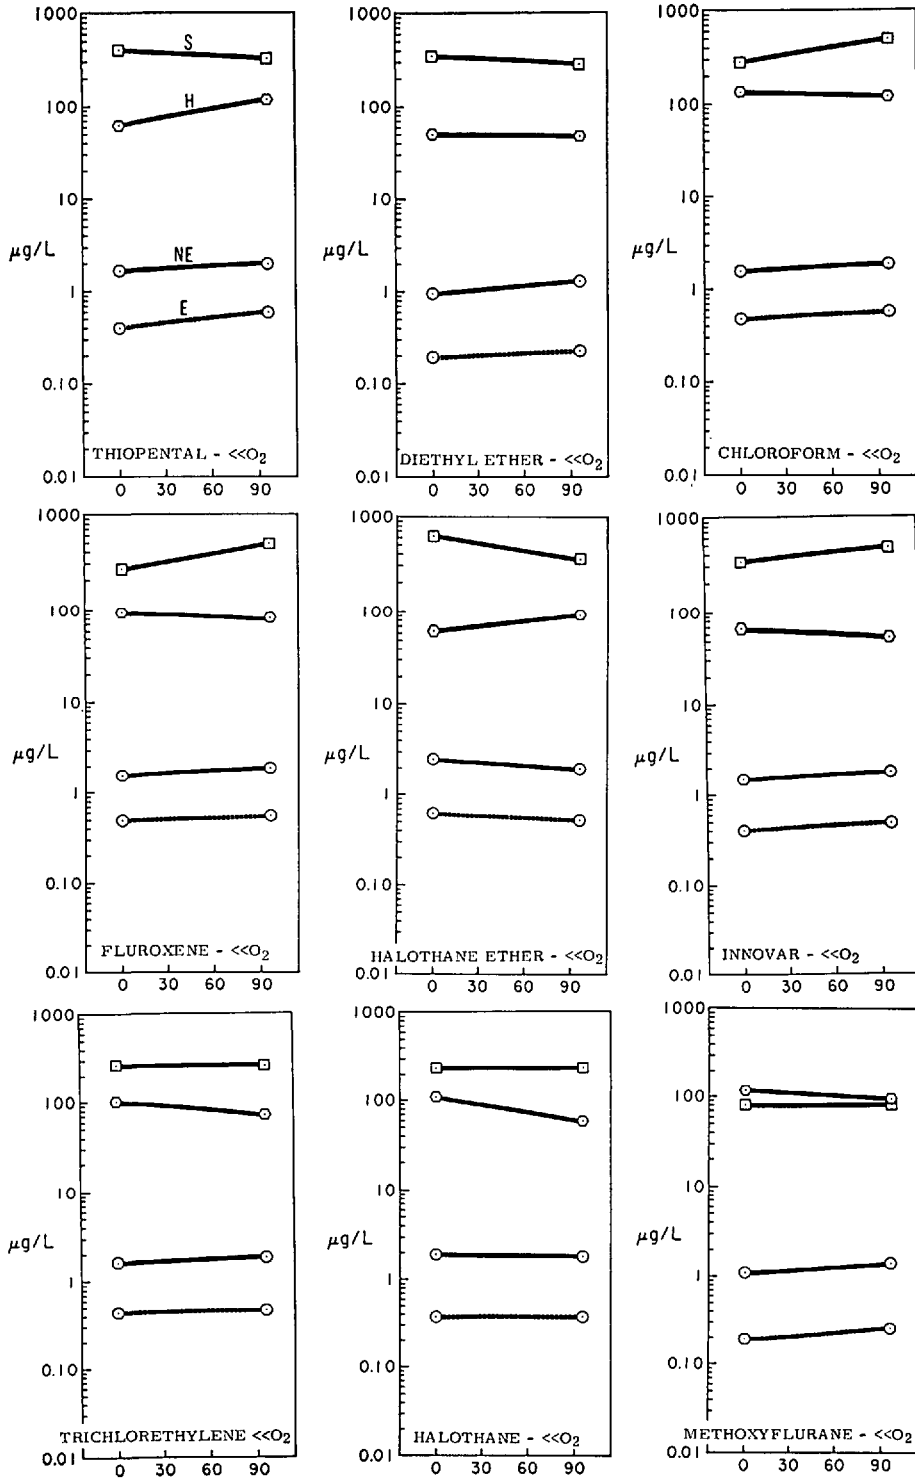 1000
S
H
100
10
μg/L
NE
1
E
0.10
THIOPENTAL - <<O₂
0.01
0 30 60 90
1000
100
10
1
0.10
DIETHYL ETHER - <<O₂
0.01
0 30 60 90
1000
100
10
μg/L
1
0.10
CHLOROFORM - <<O₂
0.01
0 30 60 90
1000
100
10
μg/L
1
0.10
FLUROXENE - <<O₂
0.01
0 30 60 90
1000
100
10
μg/L
1
0.10
HALOTHANE ETHER - <<O₂
0.01
0 30 60 90
1000
100
10
μg/L
1
0.10
INNOVAR - <<O₂
0.01
0 30 60 90
1000
100
10
μg/L
1
0.10
TRICHLORETHYLENE <<O₂
0.01
0 30 60 90
1000
100
10
μg/L
1
0.10
HALOTHANE - <<O₂
0.01
0 30 60 90
1000
100
10
μg/L
1
0.10
METHOXYFLURANE - <<O₂
0.01
0 30 60 90